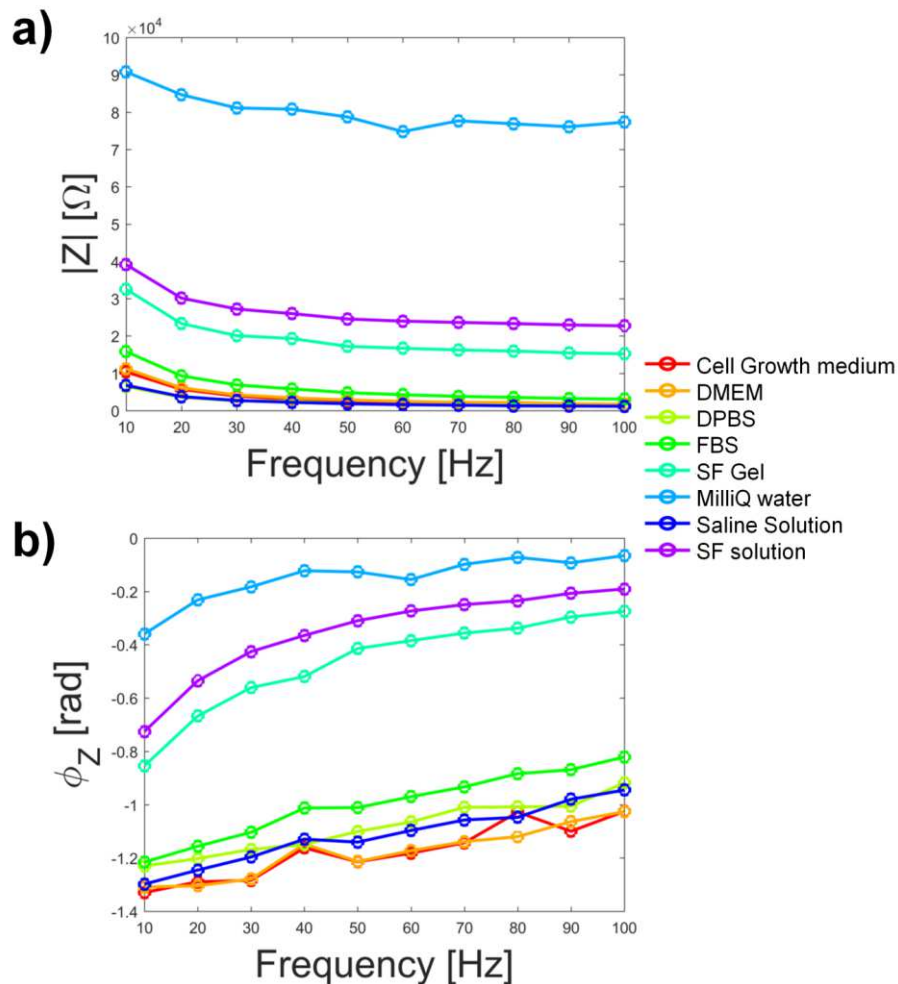 a)
×10⁴
10
9
8
7
6
5
4
3
2
1
0
|Z| [Ω]
10 20 30 40 50 60 70 80 90 100
Frequency [Hz]
Cell Growth medium
DMEM
DPBS
FBS
SF Gel
MilliQ water
Saline Solution
SF solution
b)
0
-0.2
-0.4
-0.6
-0.8
-1
-1.2
-1.4
ϕZ [rad]
10 20 30 40 50 60 70 80 90 100
Frequency [Hz]